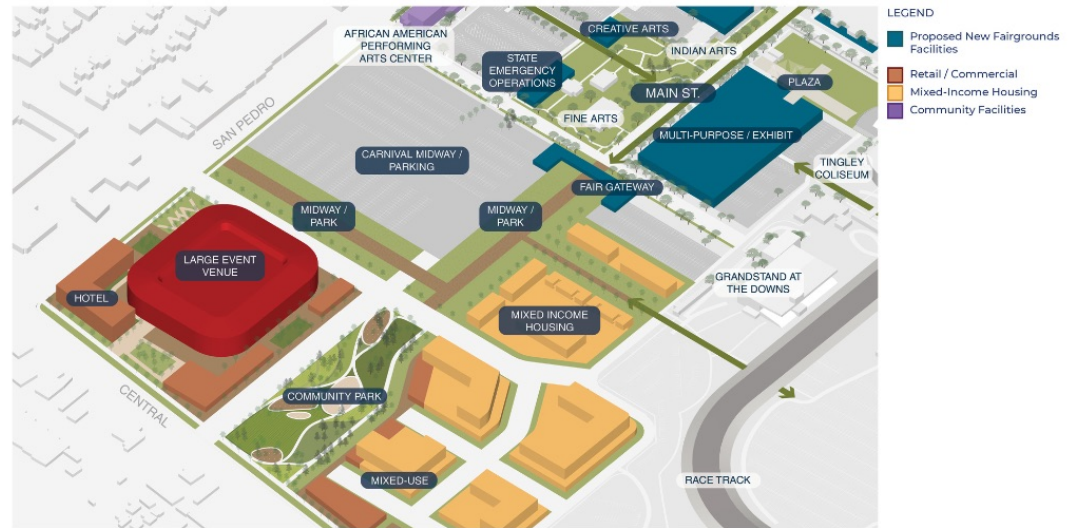 LEGEND
Proposed New Fairgrounds
Facilities
Retail / Commercial
Mixed-Income Housing
Community Facilities
AFRICAN AMERICAN
PERFORMING
ARTS CENTER
CREATIVE ARTS
INDIAN ARTS
STATE
EMERGENCY
OPERATIONS
MAIN ST.
PLAZA
FINE ARTS
MULTI-PURPOSE / EXHIBIT
SAN PEDRO
CARNIVAL MIDWAY /
PARKING
TINGLEY
COLISEUM
FAIR GATEWAY
MIDWAY /
PARK
MIDWAY /
PARK
LARGE EVENT
VENUE
HOTEL
GRANDSTAND AT
THE DOWNS
MIXED INCOME
HOUSING
COMMUNITY PARK
CENTRAL
MIXED-USE
RACE TRACK